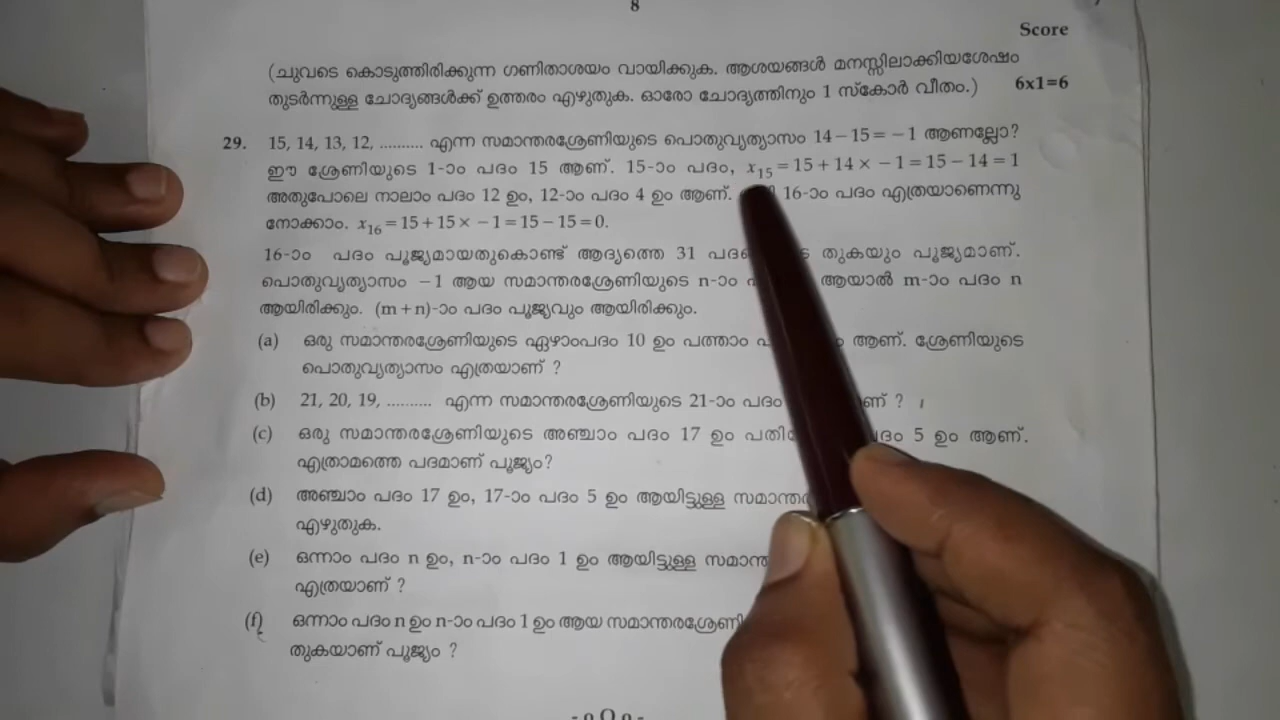 8
Score
(ചുവടെ കൊടുത്തിരിക്കുന്ന ഗണിതാശയം വായിക്കുക. ആശയങ്ങൾ മനസ്സിലാക്കിയശേഷം
തുടർന്നുള്ള ചോദ്യങ്ങൾക്ക് ഉത്തരം എഴുതുക. ഓരോ ചോദ്യത്തിനും 1 സ്കോർ വീതം.) 6x1=6
29. 15, 14, 13, 12, .......... എന്ന സമാന്തരശ്രേണിയുടെ പൊതുവ്യത്യാസം 14−15=−1 ആണല്ലോ?
ഈ ശ്രേണിയുടെ 1-ാം പദം 15 ആണ്. 15-ാം പദം, x₁₅=15+14×−1=15−14=1
അതുപോലെ നാലാം പദം 12 ഉം, 12-ാം പദം 4 ഉം ആണ്. 16-ാം പദം എത്രയാണെന്നു
നോക്കാം. x₁₆=15+15×−1=15−15=0.
16-ാം പദം പൂജ്യമായതുകൊണ്ട് ആദ്യത്തെ 31 തുകയും പൂജ്യമാണ്.
പൊതുവ്യത്യാസം −1 ആയ സമാന്തരശ്രേണിയുടെ n-ാം ആയാൽ m-ാം പദം n
ആയിരിക്കും. (m+n)-ാം പദം പൂജ്യവും ആയിരിക്കും.
(a) ഒരു സമാന്തരശ്രേണിയുടെ ഏഴാംപദം 10 ഉം പത്താം ആണ്. ശ്രേണിയുടെ
പൊതുവ്യത്യാസം എത്രയാണ് ?
(b) 21, 20, 19, .......... എന്ന സമാന്തരശ്രേണിയുടെ 21-ാം പദം ?
(c) ഒരു സമാന്തരശ്രേണിയുടെ അഞ്ചാം പദം 17 ഉം 5 ഉം ആണ്.
എത്രാമത്തെ പദമാണ് പൂജ്യം?
(d) അഞ്ചാം പദം 17 ഉം, 17-ാം പദം 5 ഉം ആയിട്ടുള്ള
എഴുതുക.
(e) ഒന്നാം പദം n ഉം, n-ാം പദം 1 ഉം ആയിട്ടുള്ള
എത്രയാണ് ?
(f) ഒന്നാം പദം n ഉം n-ാം പദം 1 ഉം ആയ
തുകയാണ് പൂജ്യം ?
-oOo-